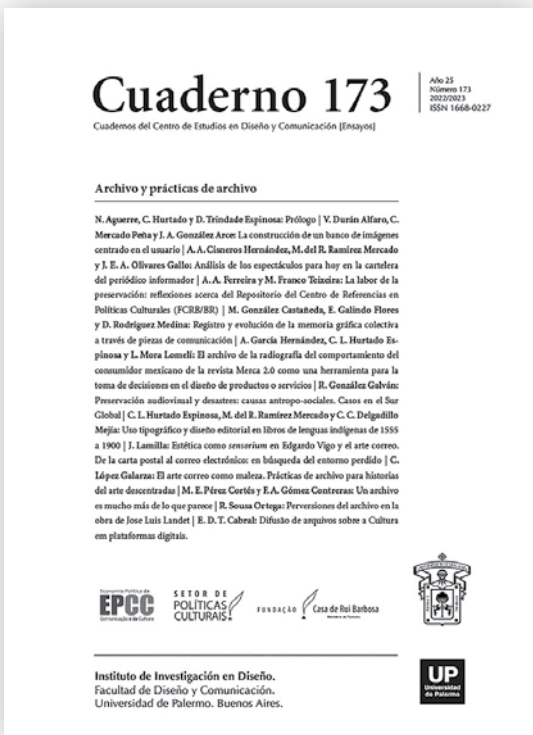 Cuaderno 173
Cuadernos del Centro de Estudios en Diseño y Comunicación [Ensayos]
Año 25
Número 173
2022/2023
ISSN 1668-0227
Archivo y prácticas de archivo
N. Aguerre, C. Hurtado y D. Trindade Espinosa: Prólogo | V. Durán Alfaro, C.
Mercado Peña y J. A. González Arce: La construcción de un banco de imágenes
centrado en el usuario | A. A. Cisneros Hernández, M. del R. Ramírez Mercado
y J. E. A. Olivares Gallo: Análisis de los espectáculos para hoy en la cartelera
del periódico informador | A. A. Ferreira y M. Franco Teixeira: La labor de la
preservación: reflexiones acerca del Repositorio del Centro de Referencias en
Políticas Culturales (FCRB/BR) | M. González Castañeda, E. Galindo Flores
y D. Rodríguez Medina: Registro y evolución de la memoria gráfica colectiva
a través de piezas de comunicación | A. García Hernández, C. L. Hurtado Es-
pinosa y L. Mora Lomelí: El archivo de la radiografía del comportamiento del
consumidor mexicano de la revista Merca 2.0 como una herramienta para la
toma de decisiones en el diseño de productos o servicios | R. González Galván:
Preservación audiovisual y desastres: causas antropo-sociales. Casos en el Sur
Global | C. L. Hurtado Espinosa, M. del R. Ramírez Mercado y C. C. Delgadillo
Mejía: Uso tipográfico y diseño editorial en libros de lenguas indígenas de 1555
a 1900 | J. Lamilla: Estética como sensorium en Edgardo Vigo y el arte correo.
De la carta postal al correo electrónico: en búsqueda del entorno perdido | C.
López Galarza: El arte correo como maleza. Prácticas de archivo para historias
del arte descentradas | M. E. Pérez Cortés y F. A. Gómez Contreras: Un archivo
es mucho más de lo que parece | R. Sousa Ortega: Perversiones del archivo en la
obra de Jose Luis Landet | E. D. T. Cabral: Difusão de arquivos sobre a Cultura
em plataformas digitais.
Economia Política da
EPCC
Comunicação e da Cultura
SETOR DE
POLÍTICAS
CULTURAIS
FUNDAÇÃO Casa de Rui Barbosa
Instituto de Investigación en Diseño.
Facultad de Diseño y Comunicación.
Universidad de Palermo. Buenos Aires.
UP
Universidad
de Palermo